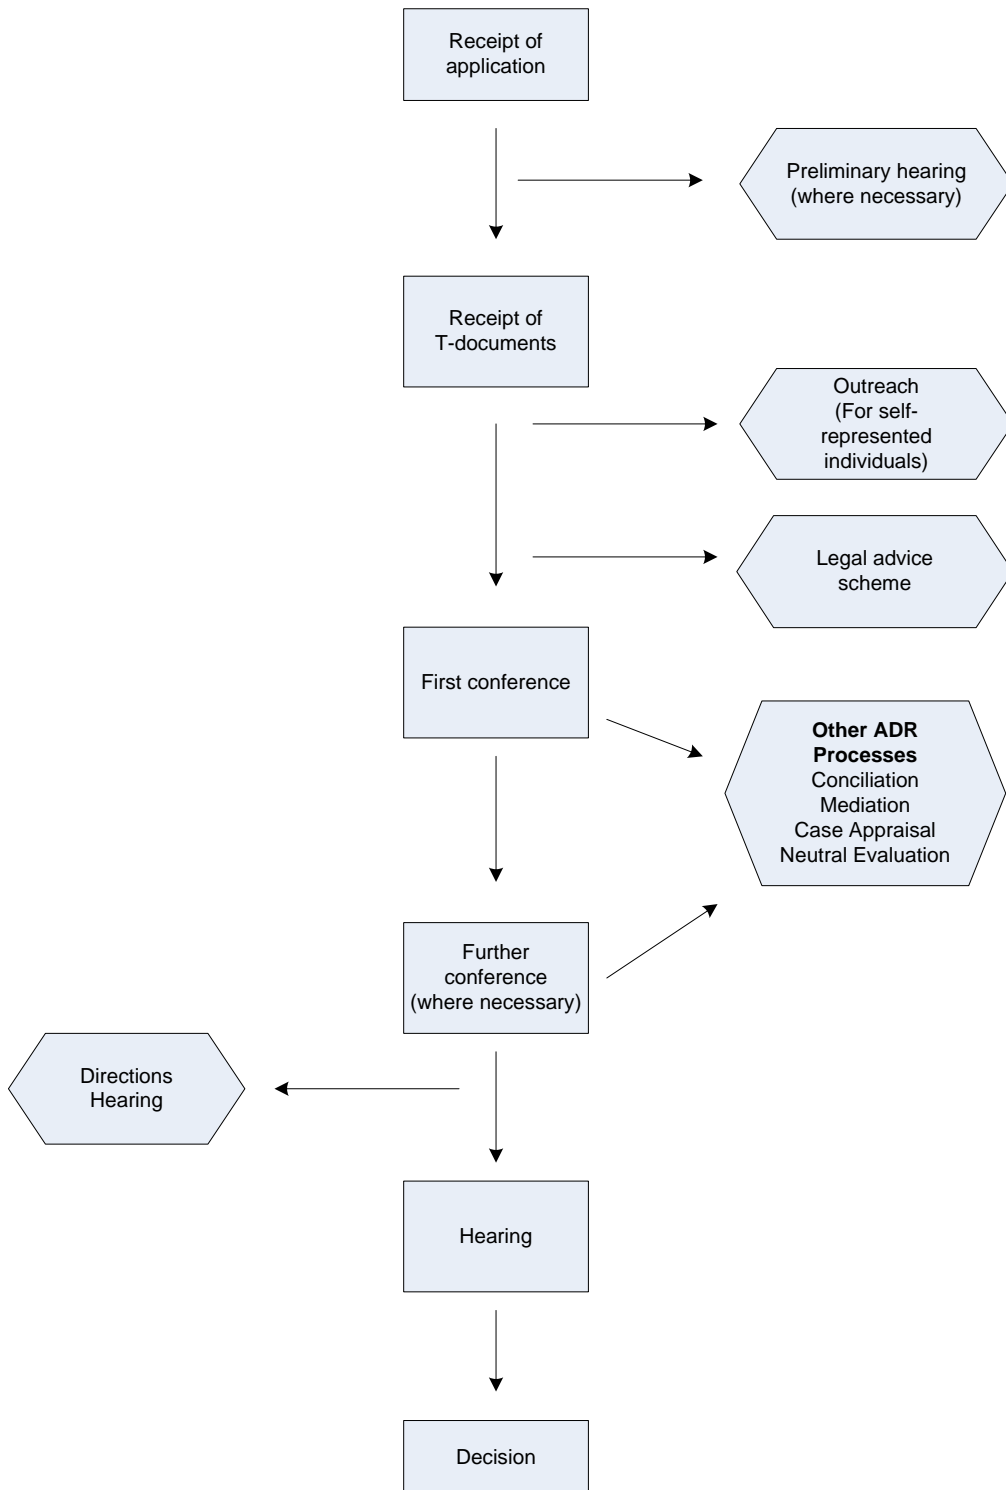 Receipt of
application
Preliminary hearing
(where necessary)
Receipt of
T-documents
Outreach
(For self-
represented
individuals)
Legal advice
scheme
First conference
Other ADR
Processes
Conciliation
Mediation
Case Appraisal
Neutral Evaluation
Further
conference
(where necessary)
Directions
Hearing
Hearing
Decision